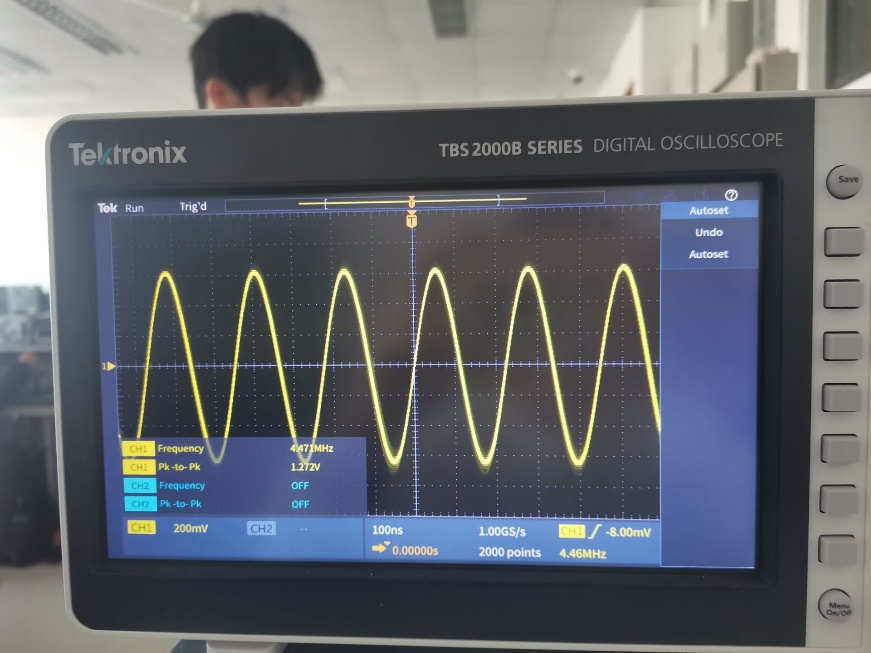 Tektronix
TBS 2000B SERIES DIGITAL OSCILLOSCOPE
Save
Tek Run Trig'd
T
Autoset
Undo
Autoset
1
CH1 Frequency 4.471MHz
CH1 Pk-to-Pk 1.272V
CH2 Frequency OFF
CH2 Pk-to-Pk OFF
CH1 200mV CH2 -- 100ns 1.00GS/s CH1 -8.00mV
0.00000s 2000 points 4.46MHz
Menu
On/Off